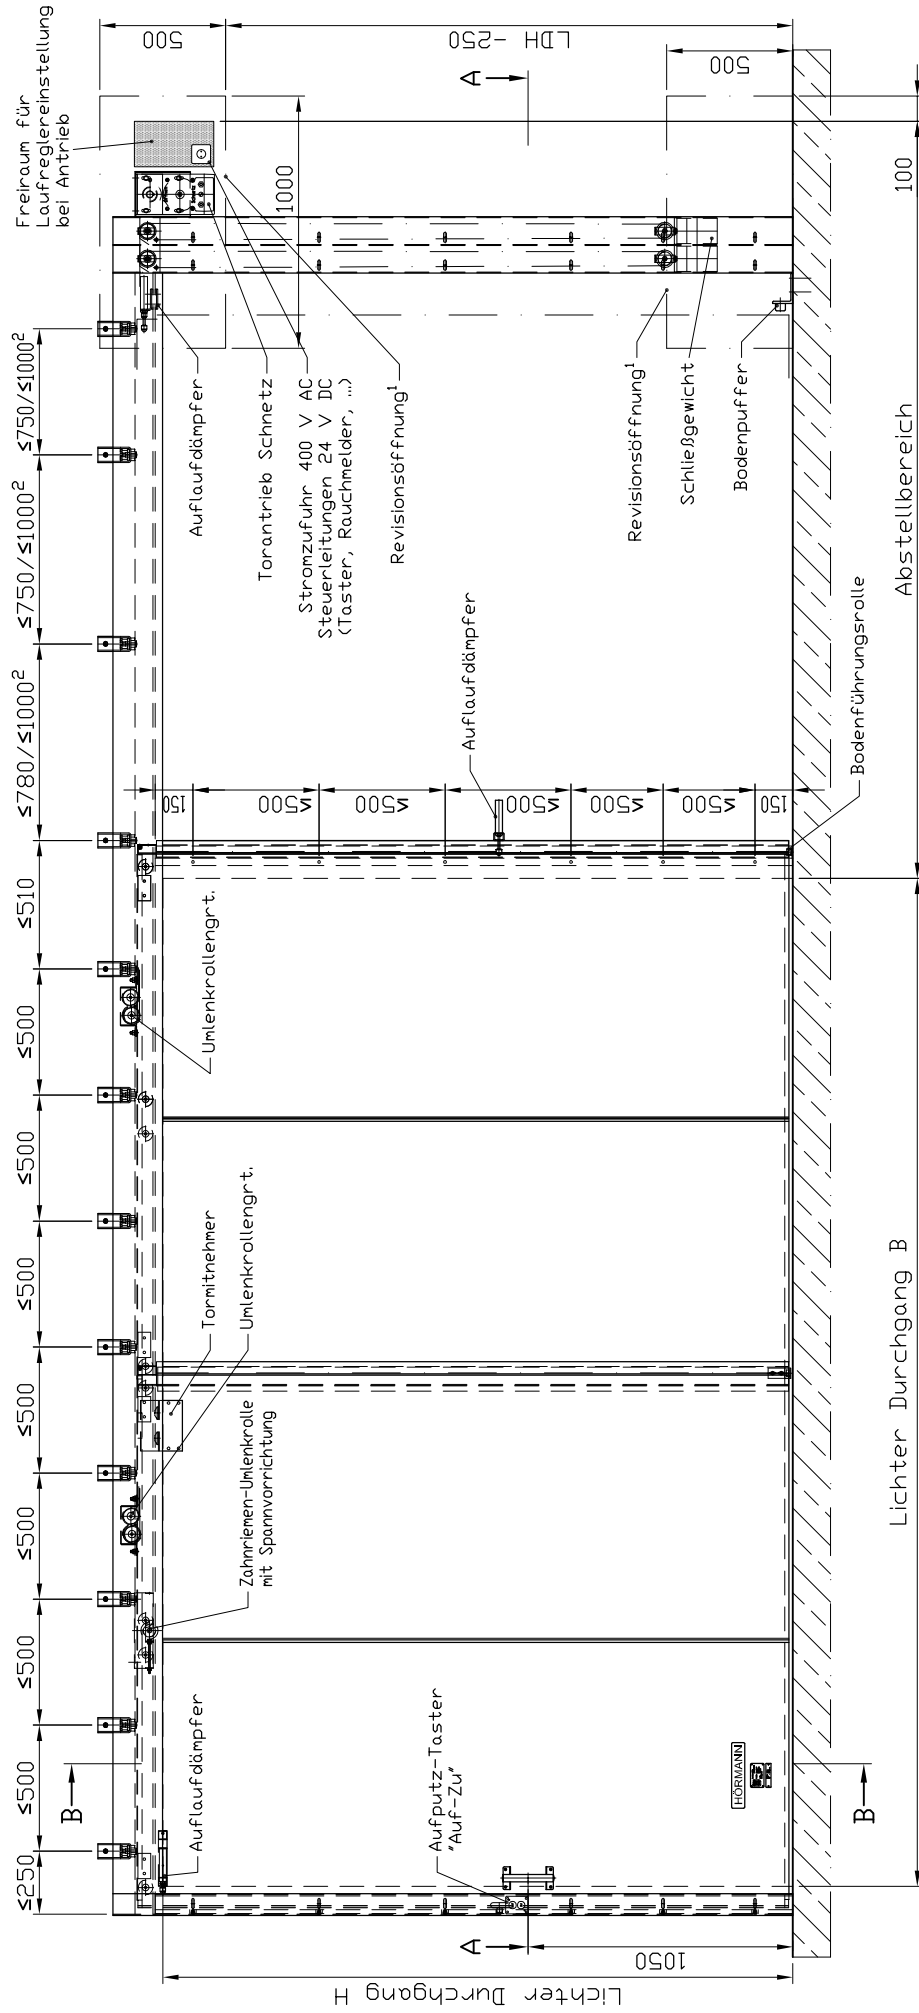 ≤250
≤500
≤500
≤500
≤500
≤500
≤500
≤500
≤510
≤780/≤1000²
≤750/≤1000²
≤750/≤1000²
Freiraum für
Laufreglereinstellung
bei Antrieb
500
LDH -250
500
1000
100
B
B
A
A
Auflaufdämpfer
Zahnriemen-Umlenkrolle
mit Spannvorrichtung
Tormitnehmer
Umlenkrollengrt.
Umlenkrollengrt.
Auflaufdämpfer
Torantrieb Schnetz
Stromzufuhr 400 V AC
Steuerleitungen 24 V DC
(Taster, Rauchmelder, ...)
Revisionsöffnung¹
150
≤500
≤500
≤500
≤500
≤500
150
Auflaufdämpfer
Revisionsöffnung¹
Schließgewicht
Bodenpuffer
Bodenführungsrolle
Aufputz-Taster
"Auf-Zu"
HÖRMANN
1050
Lichter Durchgang H
Lichter Durchgang B
Abstellbereich